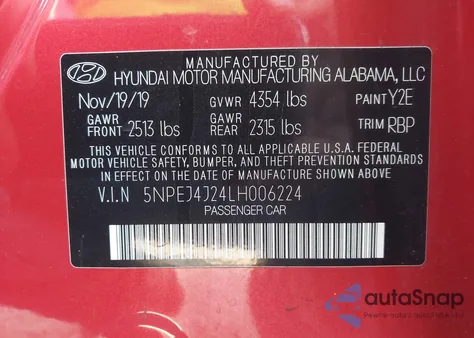 MANUFACTURED BY
HYUNDAI MOTOR MANUFACTURING ALABAMA, LLC
Nov/19/19 GVWR 4354 lbs PAINT Y2E
GAWR FRONT 2513 lbs GAWR REAR 2315 lbs TRIM RBP
THIS VEHICLE CONFORMS TO ALL APPLICABLE U.S.A. FEDERAL
MOTOR VEHICLE SAFETY, BUMPER, AND THEFT PREVENTION STANDARDS
IN EFFECT ON THE DATE OF MANUFACTURE SHOWN ABOVE.
V.I.N 5NPEJ4J24LH006224
PASSENGER CAR
autoSnap